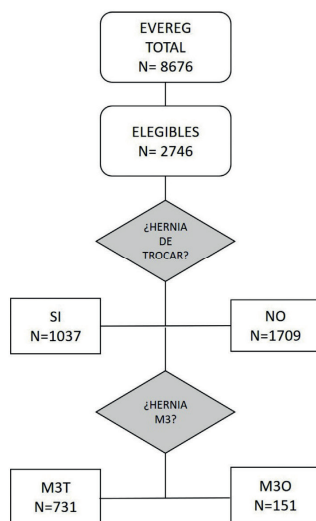 EVEREG
TOTAL
N= 8676
ELEGIBLES
N= 2746
¿HERNIA
DE
TROCAR?
SI
N=1037
NO
N=1709
¿HERNIA
M3?
M3T
N=731
M3O
N=151